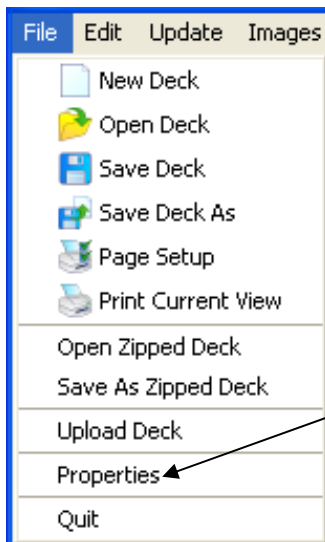 File Edit Update Images
New Deck
Open Deck
Save Deck
Save Deck As
Page Setup
Print Current View
Open Zipped Deck
Save As Zipped Deck
Upload Deck
Properties
Quit